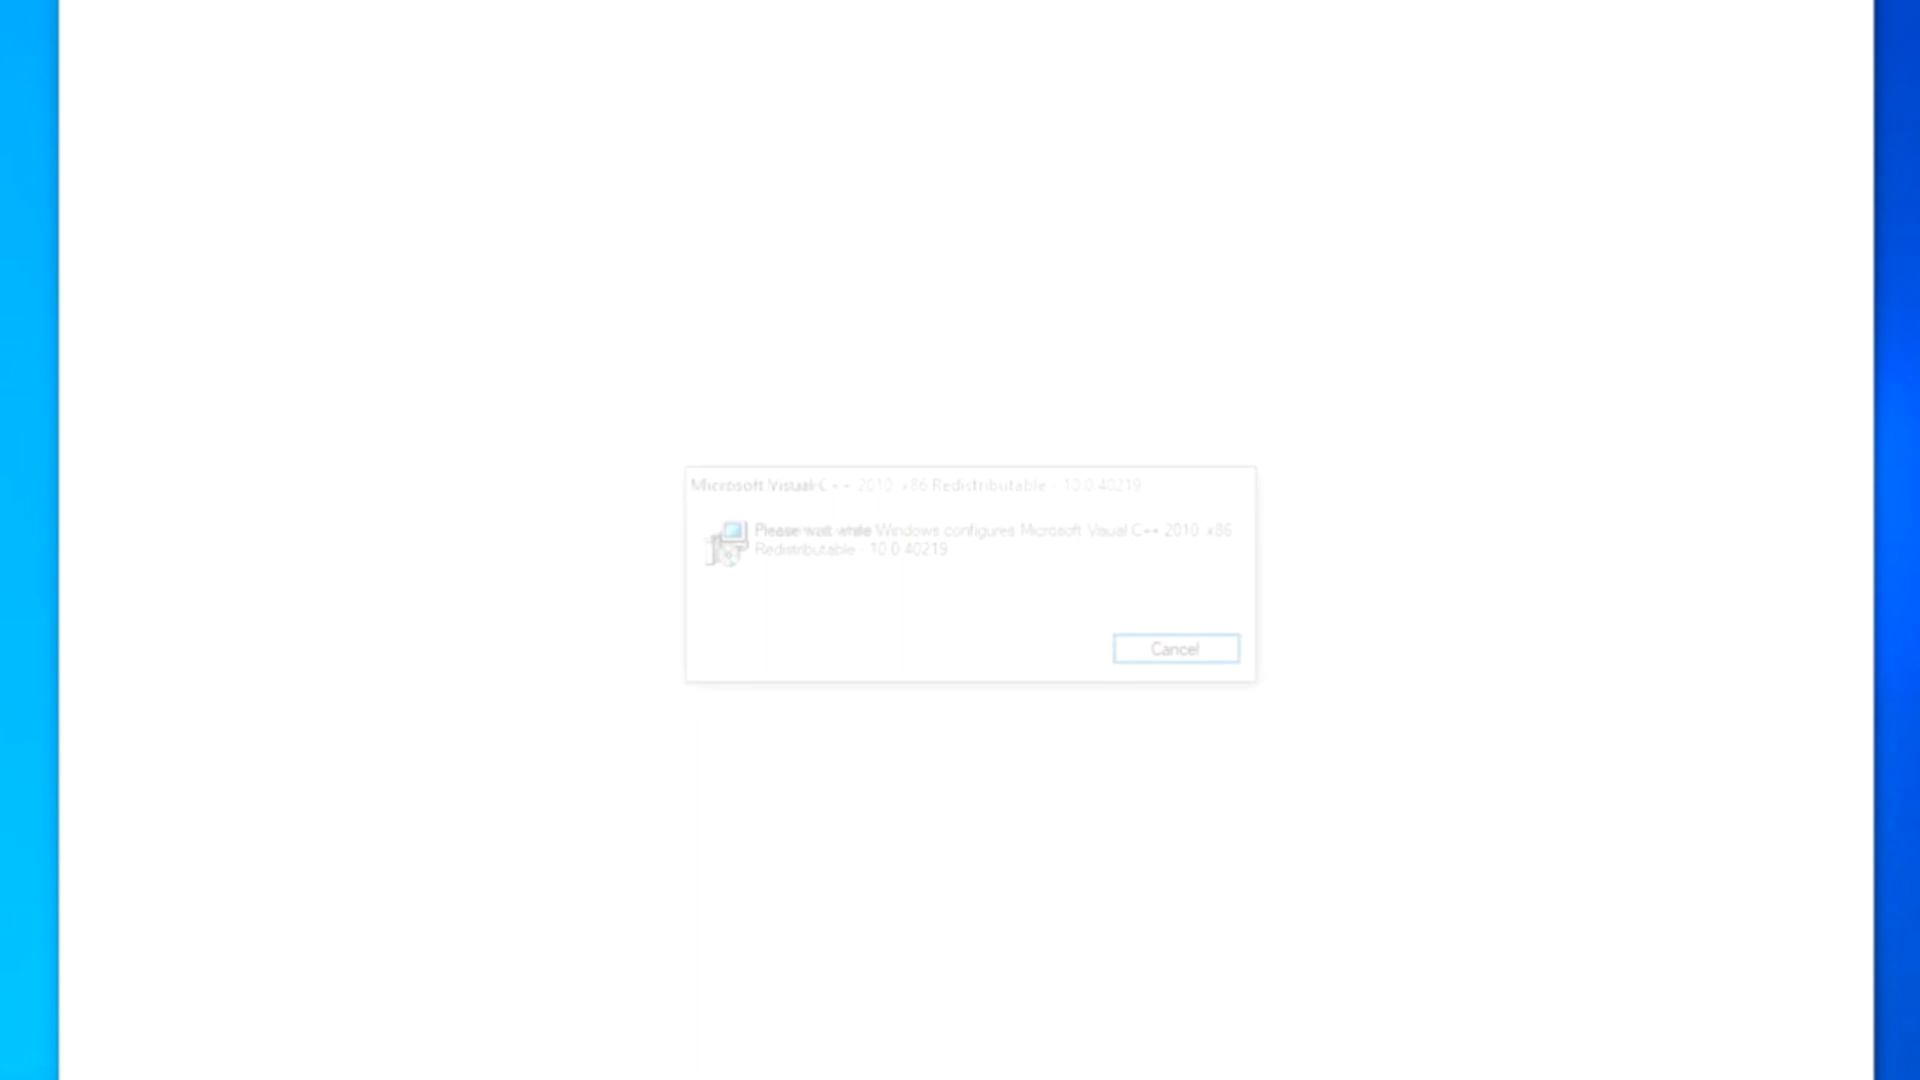 Microsoft Visual C++ 2010 x86 Redistributable - 10.0.40219
Please wait while Windows configures Microsoft Visual C++ 2010 x86
Redistributable - 10.0.40219
Cancel